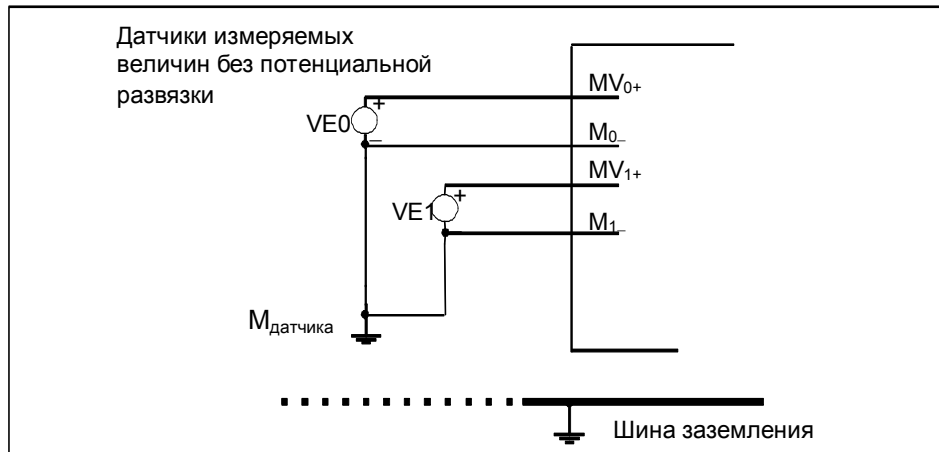 Датчики измеряемых
величин без потенциальной
развязки
MV0+
+
VE0
M0–
–
MV1+
+
VE1
M1–
Mдатчика
Шина заземления